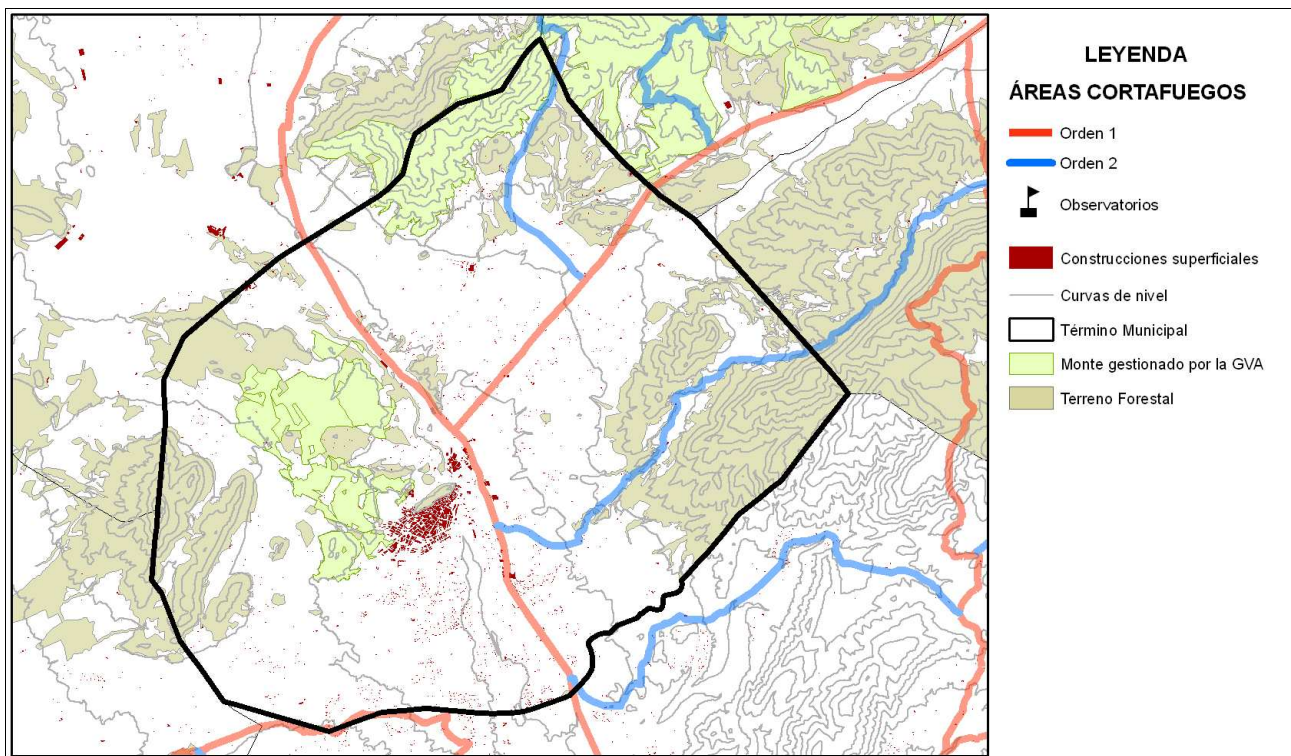 LEYENDA
ÁREAS CORTAFUEGOS
Orden 1
Orden 2
Observatorios
Construcciones superficiales
Curvas de nivel
Término Municipal
Monte gestionado por la GVA
Terreno Forestal